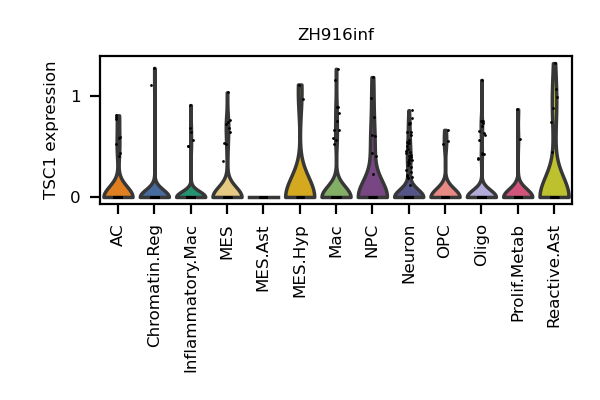 ZH916inf
TSC1 expression
1
0
AC
Chromatin.Reg
Inflammatory.Mac
MES
MES.Ast
MES.Hyp
Mac
NPC
Neuron
OPC
Oligo
Prolif.Metab
Reactive.Ast